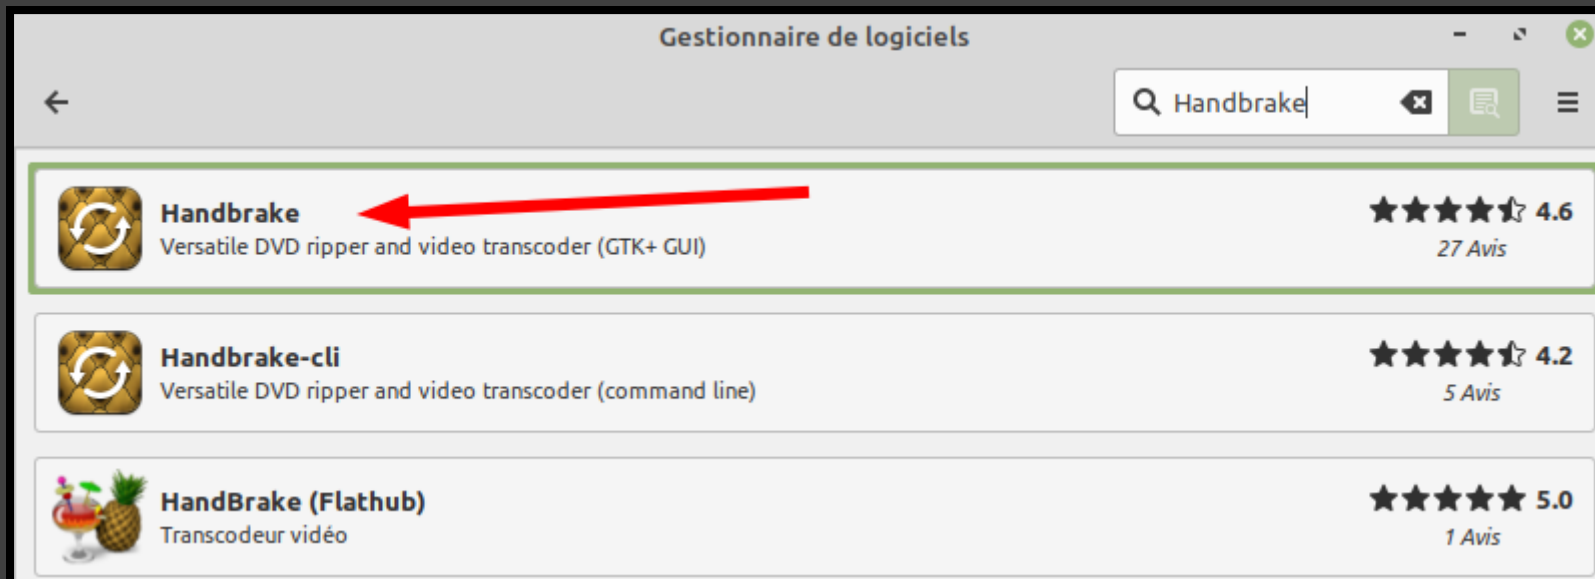 Gestionnaire de logiciels
Handbrake
Handbrake
Versatile DVD ripper and video transcoder (GTK+ GUI)
4.6
27 Avis
Handbrake-cli
Versatile DVD ripper and video transcoder (command line)
4.2
5 Avis
HandBrake (Flathub)
Transcodeur vidéo
5.0
1 Avis